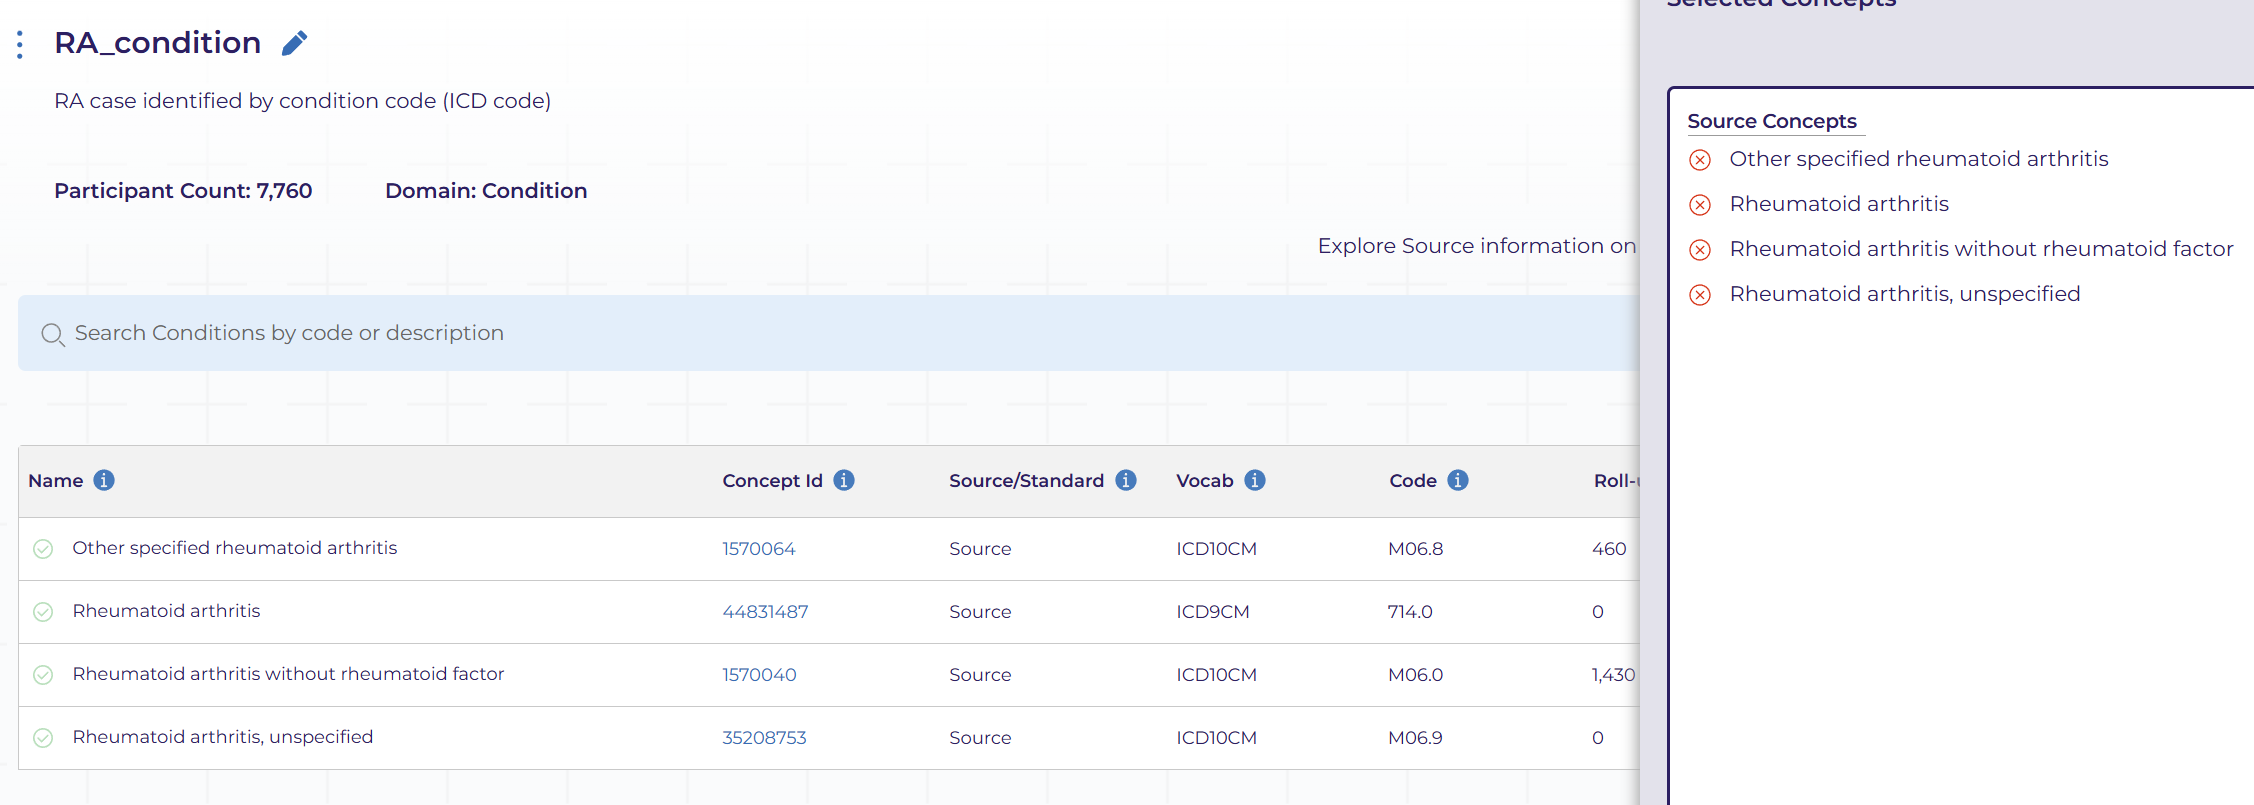 RA_condition
RA case identified by condition code (ICD code)
Participant Count: 7,760 Domain: Condition
Explore Source information on
Search Conditions by code or description
Name Concept Id Source/Standard Vocab Code Roll-
Other specified rheumatoid arthritis 1570064 Source ICD10CM M06.8 460
Rheumatoid arthritis 44831487 Source ICD9CM 714.0 0
Rheumatoid arthritis without rheumatoid factor 1570040 Source ICD10CM M06.0 1,430
Rheumatoid arthritis, unspecified 35208753 Source ICD10CM M06.9 0
Selected Concepts
Source Concepts
Other specified rheumatoid arthritis
Rheumatoid arthritis
Rheumatoid arthritis without rheumatoid factor
Rheumatoid arthritis, unspecified